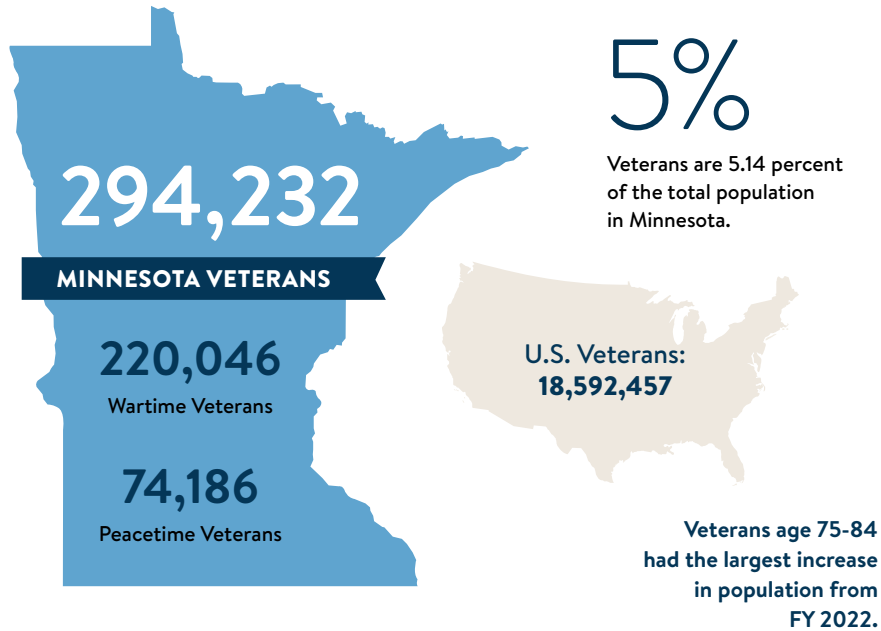 294,232
MINNESOTA VETERANS
220,046
Wartime Veterans
74,186
Peacetime Veterans
5%
Veterans are 5.14 percent
of the total population
in Minnesota.
U.S. Veterans:
18,592,457
Veterans age 75-84
had the largest increase
in population from
FY 2022.